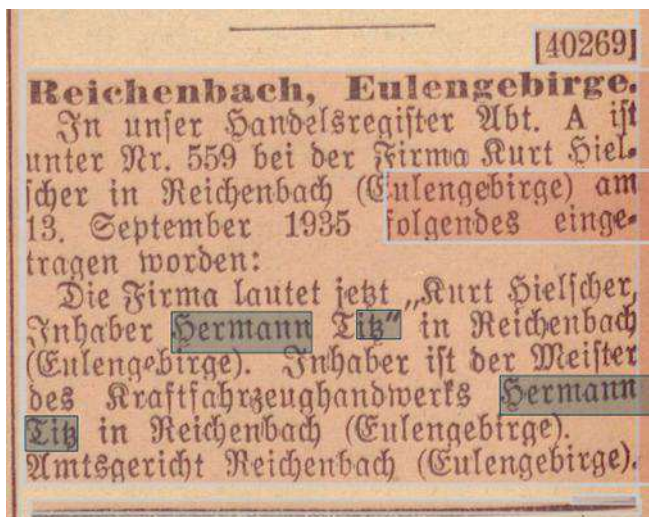 [40269]
Reichenbach, Eulengebirge.
In unser Handelsregister Abt. A ist
unter Nr. 559 bei der Firma Kurt Hiel-
scher in Reichenbach (Eulengebirge) am
13. September 1935 folgendes einge-
tragen worden:
Die Firma lautet jetzt „Kurt Hielscher,
Inhaber Hermann Titz“ in Reichenbach
(Eulengebirge). Inhaber ist der Meister
des Kraftfahrzeughandwerks Hermann
Titz in Reichenbach (Eulengebirge).
Amtsgericht Reichenbach (Eulengebirge).